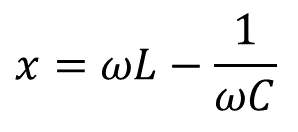 x = ωL − 1/(ωC)